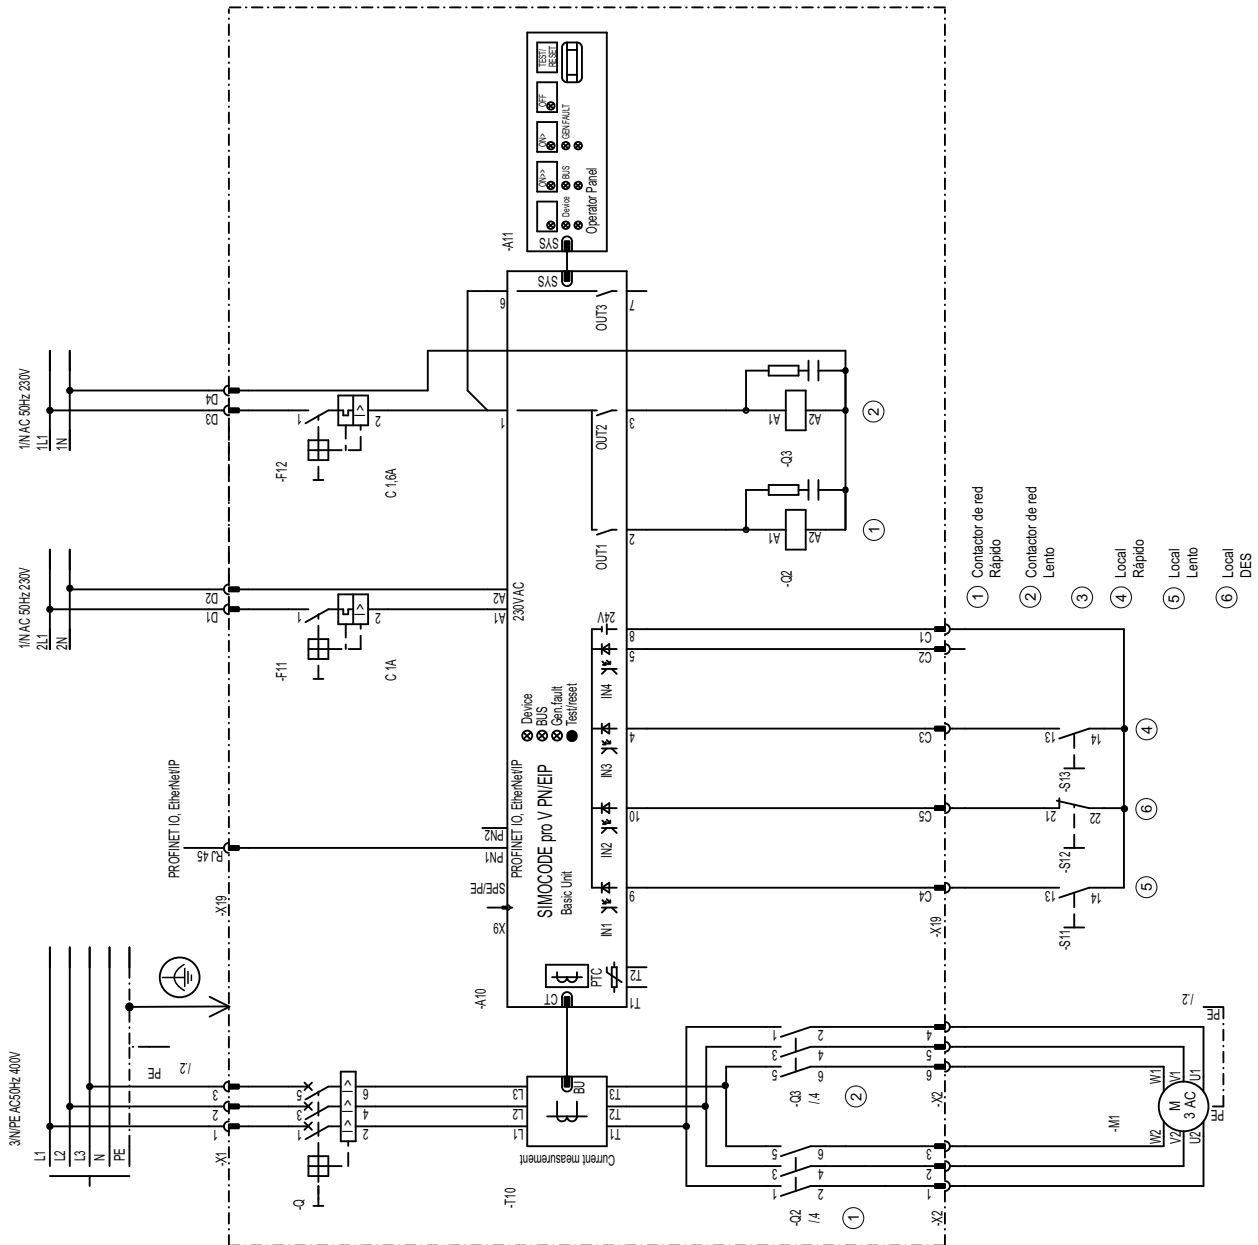 3/N/PE AC50Hz 400V
L1
L2
L3
N
PE
PE
/.2
-X1
1
2
3
-Q
1
3
5
2
4
6
-T10
Current measurement
L1
L2
L3
T1
T2
T3
BU
-Q2
/.4
1
1
3
5
2
4
6
-Q3
/.4
2
1
3
5
2
4
6
-X2
1
2
3
-X2
6
5
4
-M1
M
3 AC
W2
V2
U2
W1
V1
U1
PE
PE
/.2
PROFINET IO, EtherNet/IP
RJ45
-X19
1/N AC 50Hz 230V
2L1
2N
D1
D2
-F11
1
2
C 1A
1/N AC 50Hz 230V
1L1
1N
D3
D4
-F12
1
2
C 1,6A
-A10
CT
X9
SPE/PE
PN1
PN2
A1
A2
230V AC
1
6
SYS
PROFINET IO, EtherNet/IP
SIMOCODE pro V PN/EIP
Basic Unit
Device
BUS
Gen.fault
Test/reset
PTC
T1
T2
IN1
IN2
IN3
IN4
24V
9
10
4
5
8
OUT1
OUT2
OUT3
2
3
7
-A11
SYS
Operator Panel
Device
BUS
GEN.FAULT
ON>>
ON>
OFF
TEST/
RESET
-Q2
A1
A2
1
-Q3
A1
A2
2
-X19
C4
C5
C3
C2
C1
-S11
13
14
5
-S12
21
22
6
-S13
13
14
4
1 Contactor de red
Rápido
2 Contactor de red
Lento
3
4 Local
Rápido
5 Local
Lento
6 Local
DES